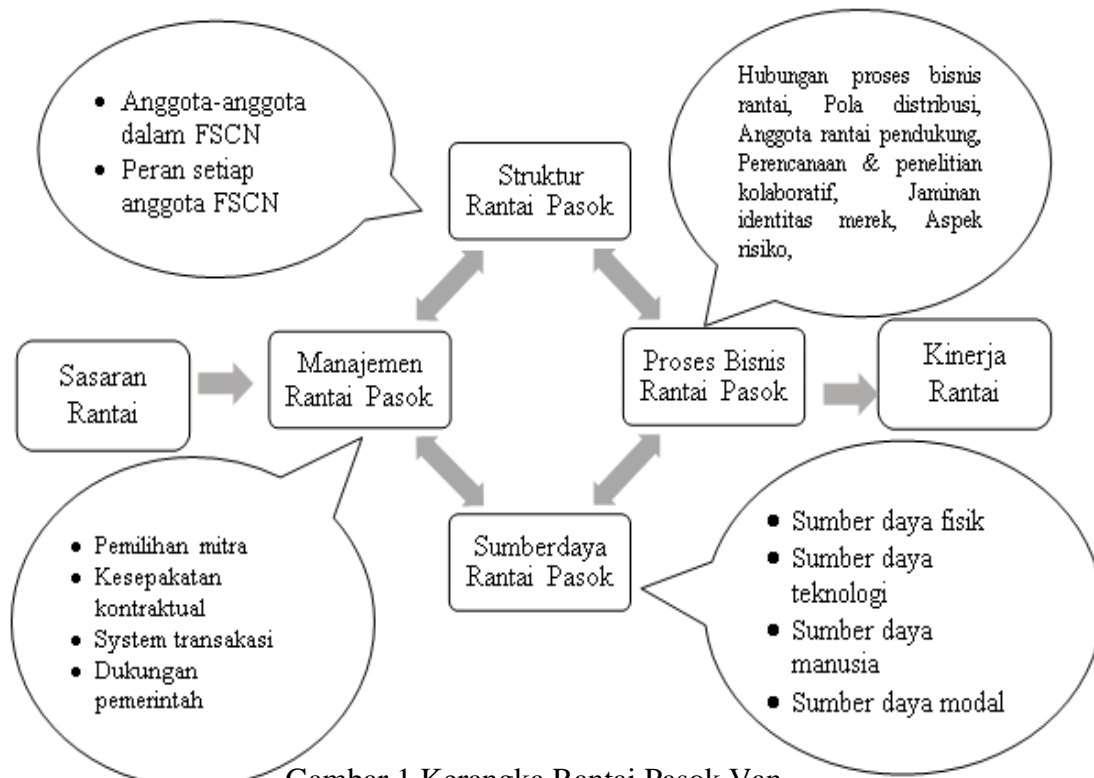 • Anggota-anggota
dalam FSCN
• Peran setiap
anggota FSCN
Hubungan proses bisnis
rantai, Pola distribusi,
Anggota rantai pendukung,
Perencanaan & penelitian
kolaboratif, Jaminan
identitas merek, Aspek
risiko,
Struktur
Rantai Pasok
Sasaran
Rantai
Manajemen
Rantai Pasok
Proses Bisnis
Rantai Pasok
Kinerja
Rantai
Sumberdaya
Rantai Pasok
• Pemilihan mitra
• Kesepakatan
kontraktual
• System transakasi
• Dukungan
pemerintah
• Sumber daya fisik
• Sumber daya
teknologi
• Sumber daya
manusia
• Sumber daya modal
Gambar 1 Kerangka Rantai Pasok Van